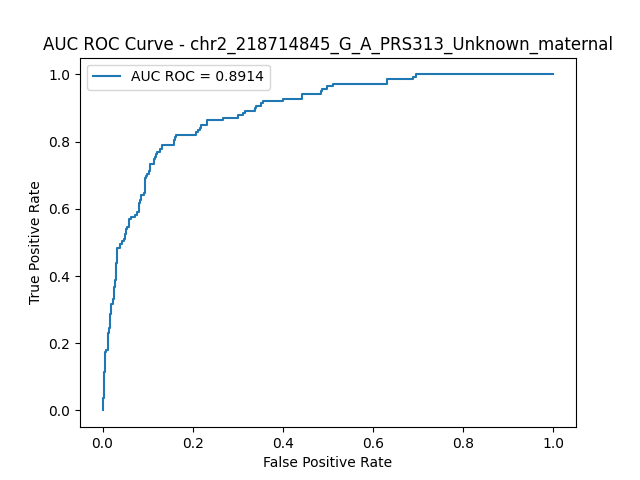 AUC ROC Curve - chr2_218714845_G_A_PRS313_Unknown_maternal
AUC ROC = 0.8914
1.0
0.8
0.6
0.4
0.2
0.0
True Positive Rate
0.0 0.2 0.4 0.6 0.8 1.0
False Positive Rate